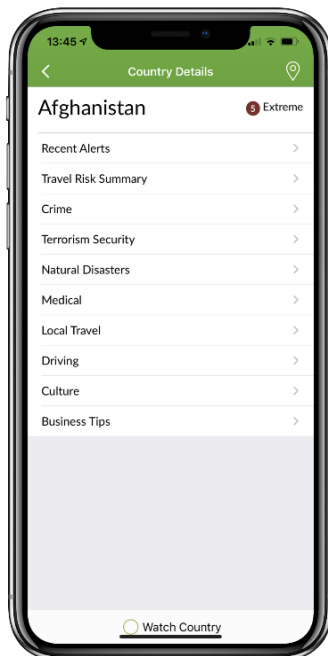 13:45
Country Details
Afghanistan
5 Extreme
Recent Alerts
Travel Risk Summary
Crime
Terrorism Security
Natural Disasters
Medical
Local Travel
Driving
Culture
Business Tips
Watch Country